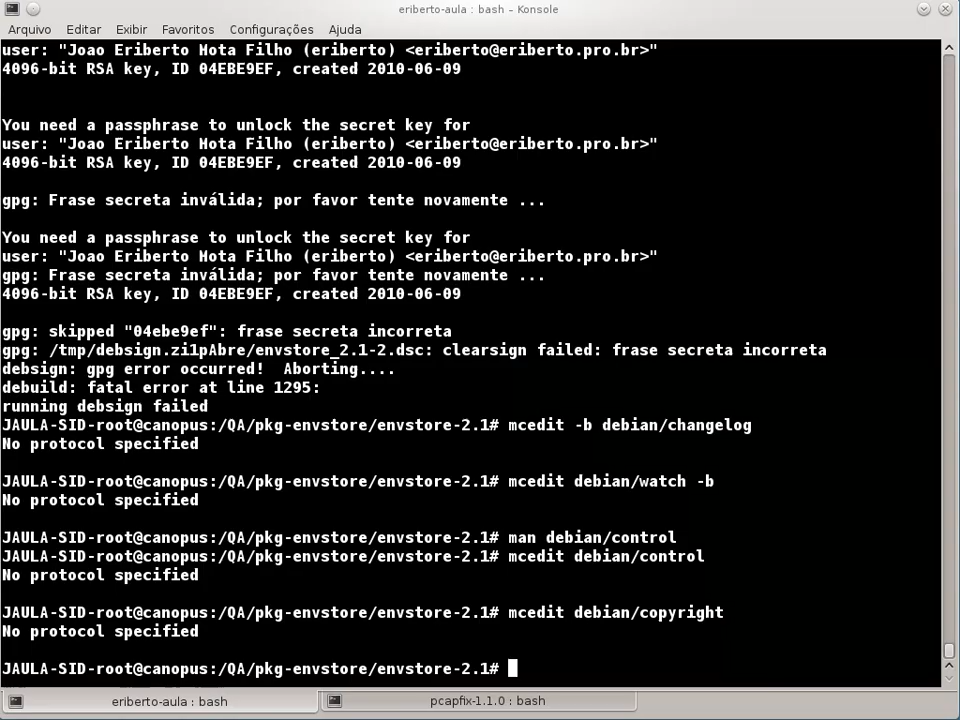 eriberto-aula : bash – Konsole
Arquivo Editar Exibir Favoritos Configurações Ajuda
user: "Joao Eriberto Hota Filho (eriberto) <eriberto@eriberto.pro.br>"
4096-bit RSA key, ID 04EBE9EF, created 2010-06-09
You need a passphrase to unlock the secret key for
user: "Joao Eriberto Hota Filho (eriberto) <eriberto@eriberto.pro.br>"
4096-bit RSA key, ID 04EBE9EF, created 2010-06-09
gpg: Frase secreta inválida; por favor tente novamente ...
You need a passphrase to unlock the secret key for
user: "Joao Eriberto Hota Filho (eriberto) <eriberto@eriberto.pro.br>"
gpg: Frase secreta inválida; por favor tente novamente ...
4096-bit RSA key, ID 04EBE9EF, created 2010-06-09
gpg: skipped "04ebe9ef": frase secreta incorreta
gpg: /tmp/debsign.zi1pAbre/envstore_2.1-2.dsc: clearsign failed: frase secreta incorreta
debsign: gpg error occurred!  Aborting....
debuild: fatal error at line 1295:
running debsign failed
JAULA-SID-root@canopus:/QA/pkg-envstore/envstore-2.1# mcedit -b debian/changelog
No protocol specified
JAULA-SID-root@canopus:/QA/pkg-envstore/envstore-2.1# mcedit debian/watch -b
No protocol specified
JAULA-SID-root@canopus:/QA/pkg-envstore/envstore-2.1# man debian/control
JAULA-SID-root@canopus:/QA/pkg-envstore/envstore-2.1# mcedit debian/control
No protocol specified
JAULA-SID-root@canopus:/QA/pkg-envstore/envstore-2.1# mcedit debian/copyright
No protocol specified
JAULA-SID-root@canopus:/QA/pkg-envstore/envstore-2.1#
eriberto-aula : bash pcapfix-1.1.0 : bash